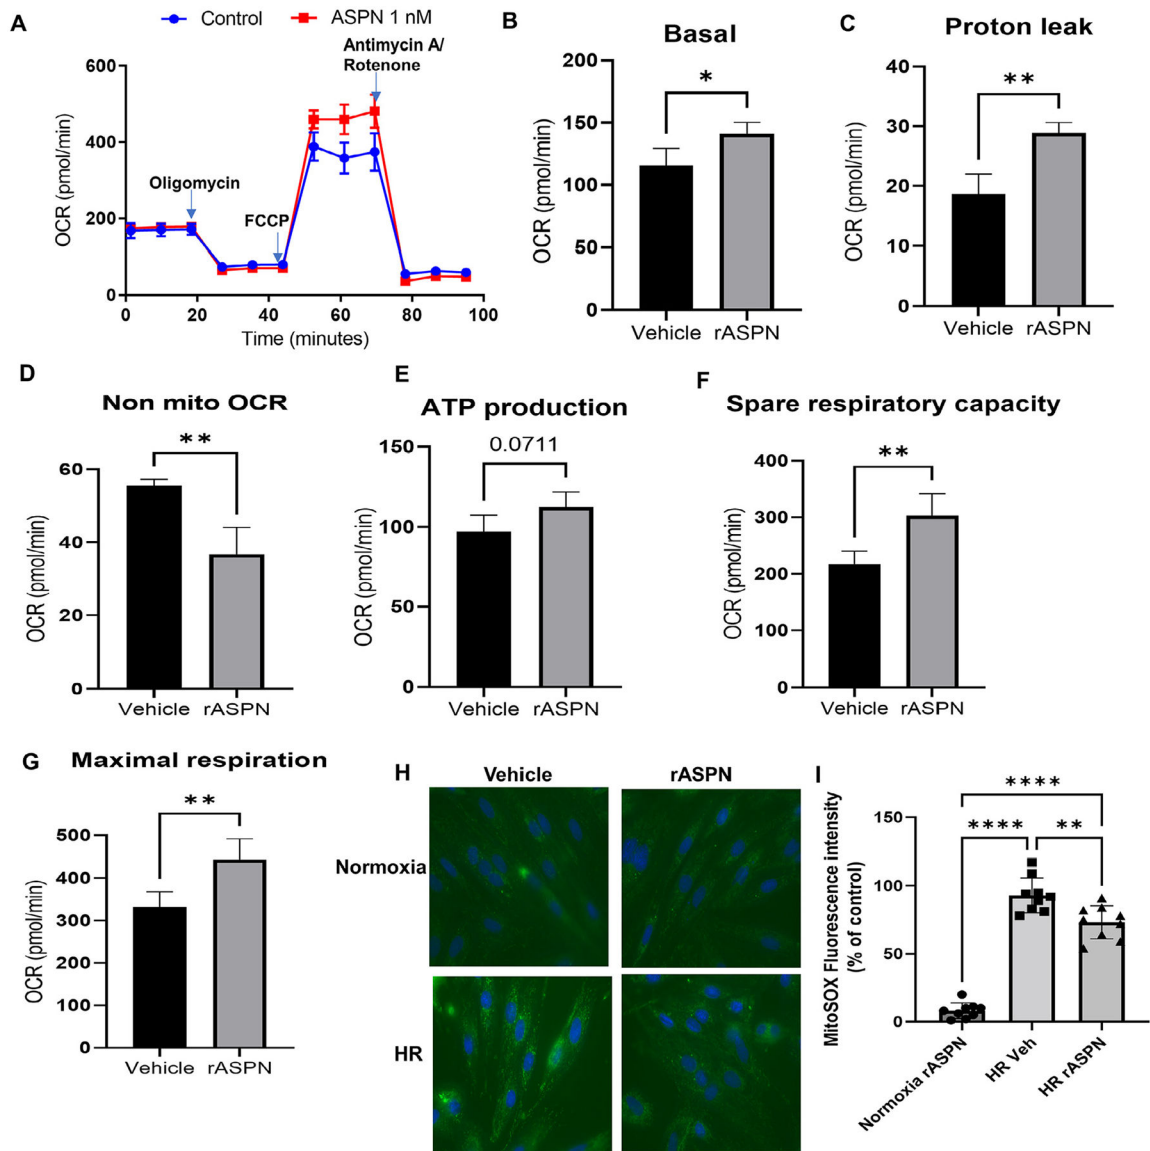 A
Control
ASPN 1 nM
Antimycin A/
Rotenone
Oligomycin
FCCP
OCR (pmol/min)
600
400
200
0
0
20
40
60
80
100
Time (minutes)
B
Basal
*
OCR (pmol/min)
200
150
100
50
0
Vehicle
rASPN
C
Proton leak
**
OCR (pmol/min)
40
30
20
10
0
Vehicle
rASPN
D
Non mito OCR
**
OCR (pmol/min)
60
40
20
0
Vehicle
rASPN
E
ATP production
0.0711
OCR (pmol/min)
150
100
50
0
Vehicle
rASPN
F
Spare respiratory capacity
**
OCR (pmol/min)
400
300
200
100
0
Vehicle
rASPN
G
Maximal respiration
**
OCR (pmol/min)
500
400
300
200
100
0
Vehicle
rASPN
H
Vehicle
rASPN
Normoxia
HR
I
****
****
**
MitoSOX Fluorescence intensity
(% of control)
150
100
50
0
Normoxia rASPN
HR Veh
HR rASPN